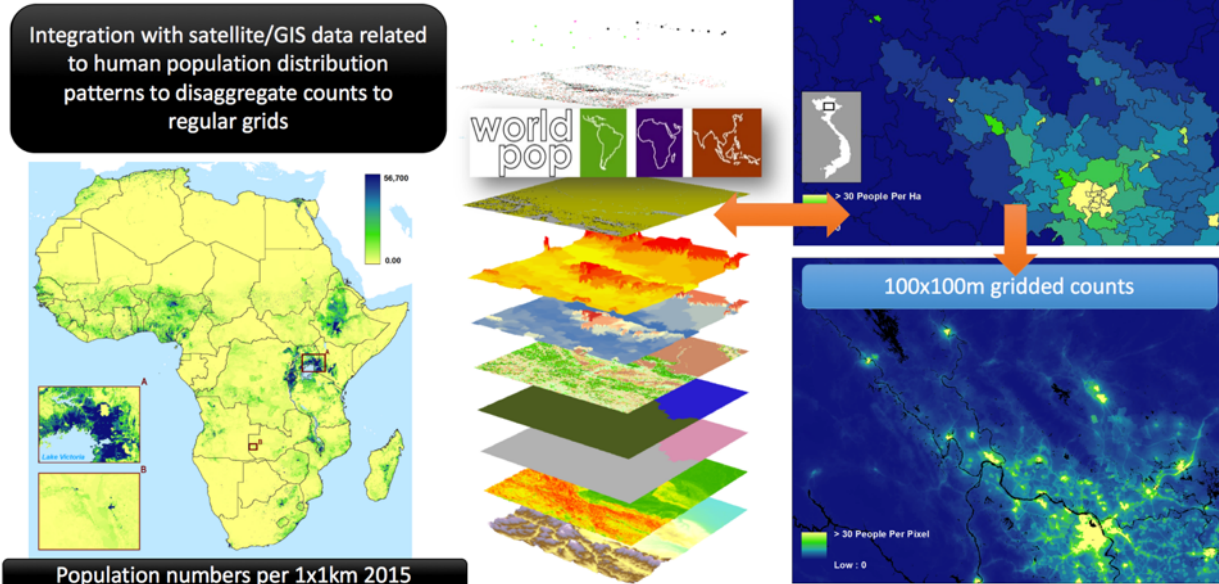 Integration with satellite/GIS data related
to human population distribution
patterns to disaggregate counts to
regular grids
56,700
0.00
A
B
A
Lake Victoria
B
Population numbers per 1x1km 2015
world
pop
> 30 People Per Ha
100x100m gridded counts
> 30 People Per Pixel
Low : 0